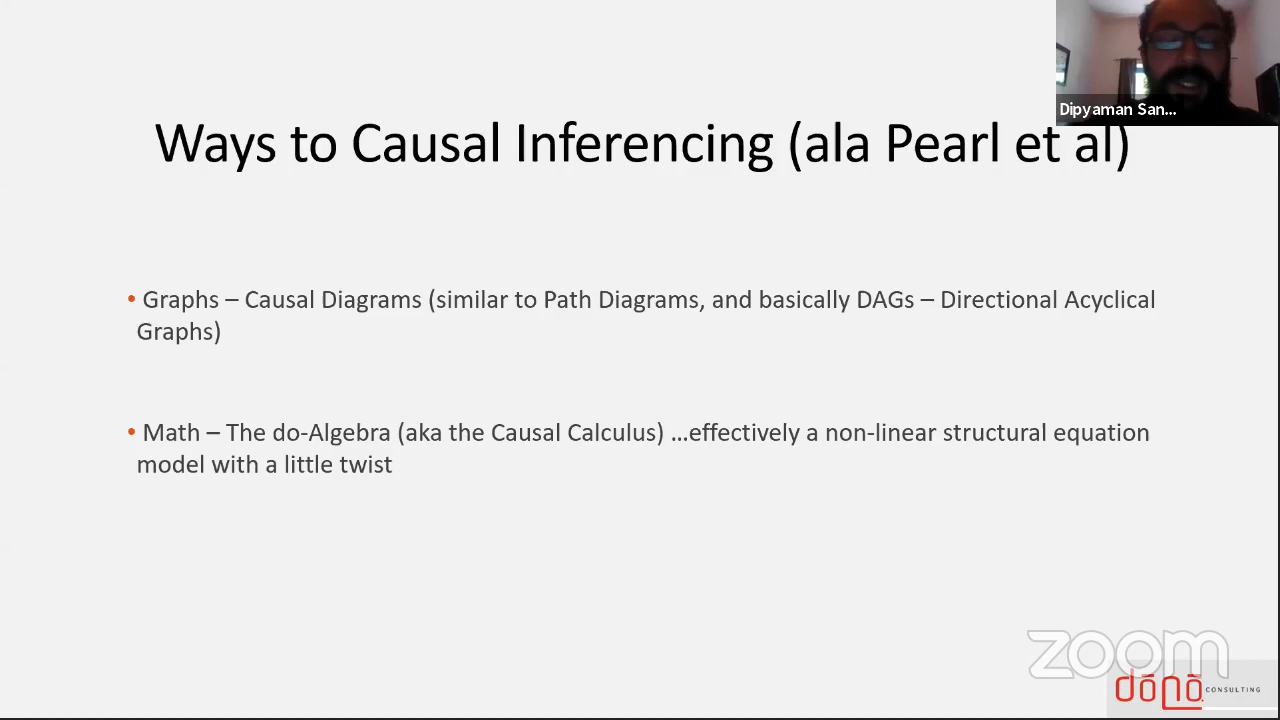 Dipyaman San...
Ways to Causal Inferencing (ala Pearl et al)
• Graphs – Causal Diagrams (similar to Path Diagrams, and basically DAGs – Directional Acyclical
Graphs)
• Math – The do-Algebra (aka the Causal Calculus) ...effectively a non-linear structural equation
model with a little twist
zoom
dōnō CONSULTING